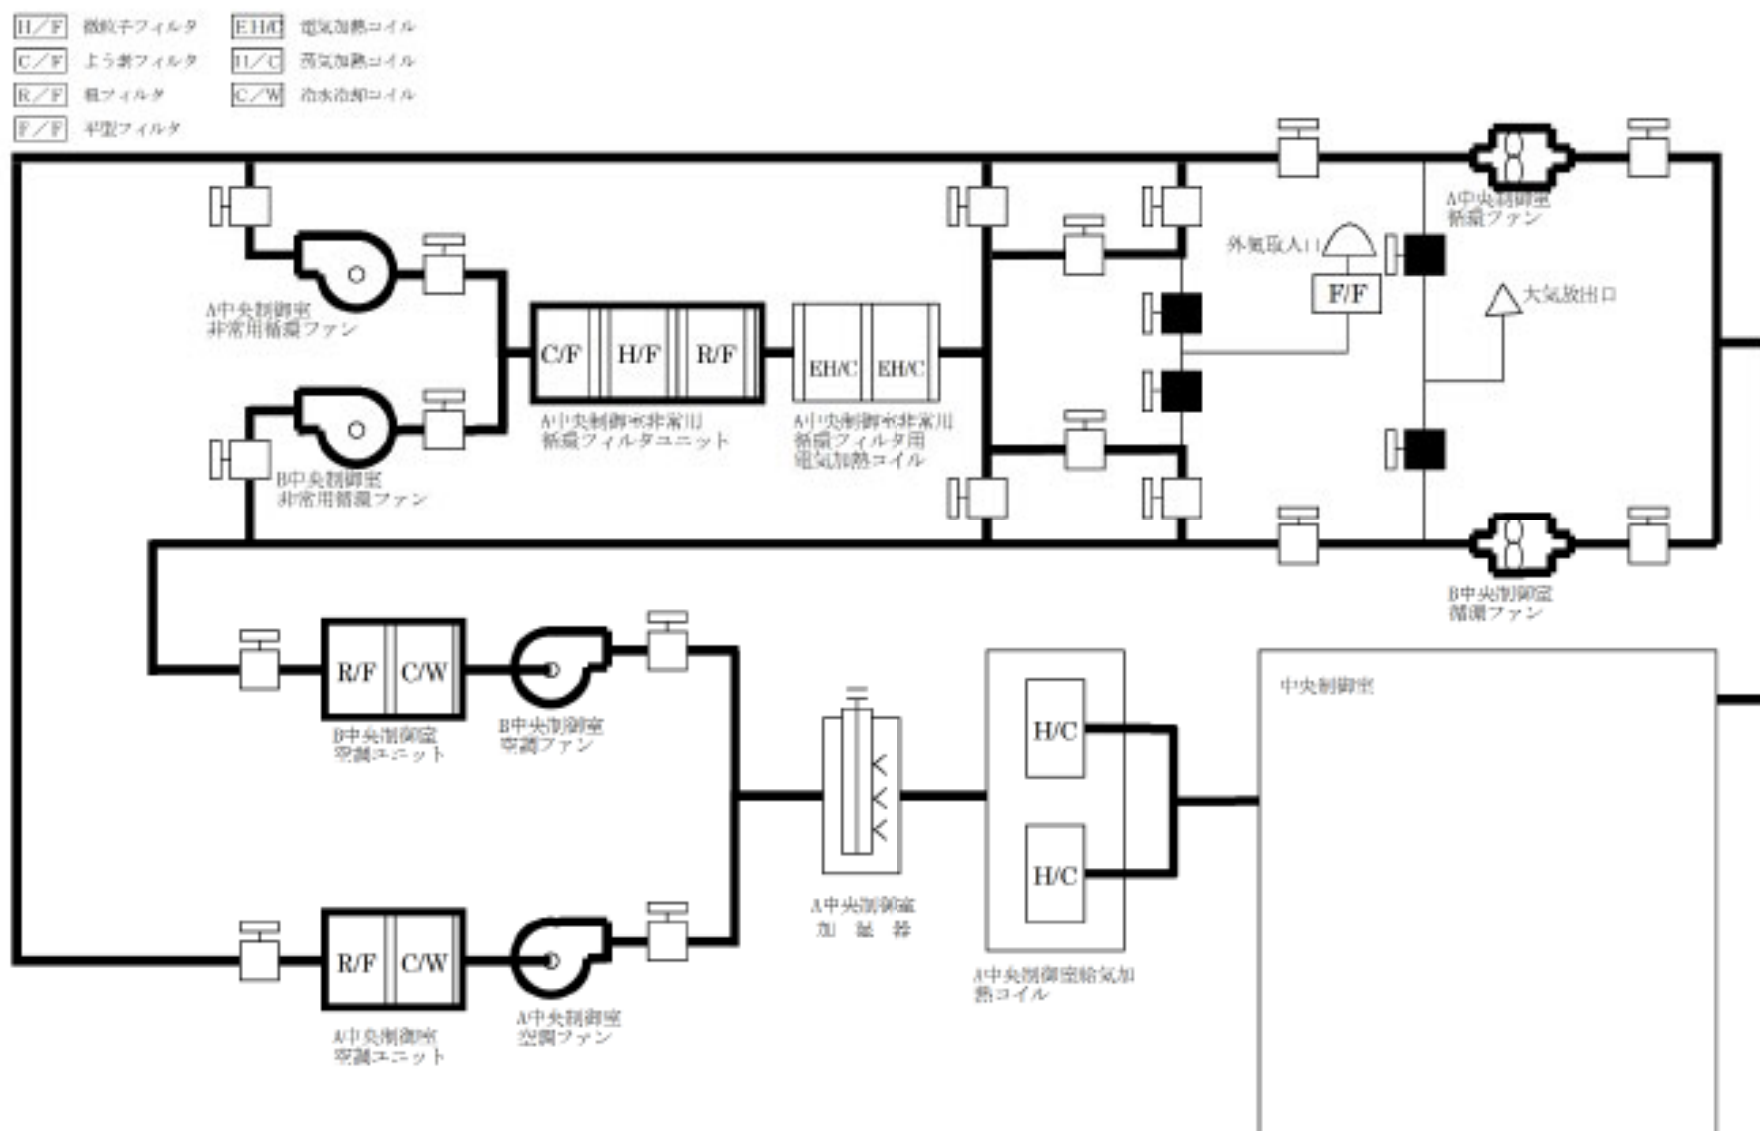 H/F 微粒子フィルタ
EH/C 電気加熱コイル
C/F よう素フィルタ
H/C 蒸気加熱コイル
R/F 粗フィルタ
C/W 冷水冷却コイル
F/F 平型フィルタ
A中央制御室
循環ファン
外気取入口
F/F
大気放出口
A中央制御室
非常用循環ファン
C/F
H/F
R/F
EH/C
EH/C
A中央制御室非常用
循環フィルタユニット
A中央制御室非常用
循環フィルタ用
電気加熱コイル
B中央制御室
非常用循環ファン
B中央制御室
循環ファン
R/F
C/W
B中央制御室
空調ユニット
B中央制御室
空調ファン
中央制御室
H/C
H/C
A中央制御室
加 湿 器
A中央制御室給気加
熱コイル
R/F
C/W
A中央制御室
空調ユニット
A中央制御室
空調ファン